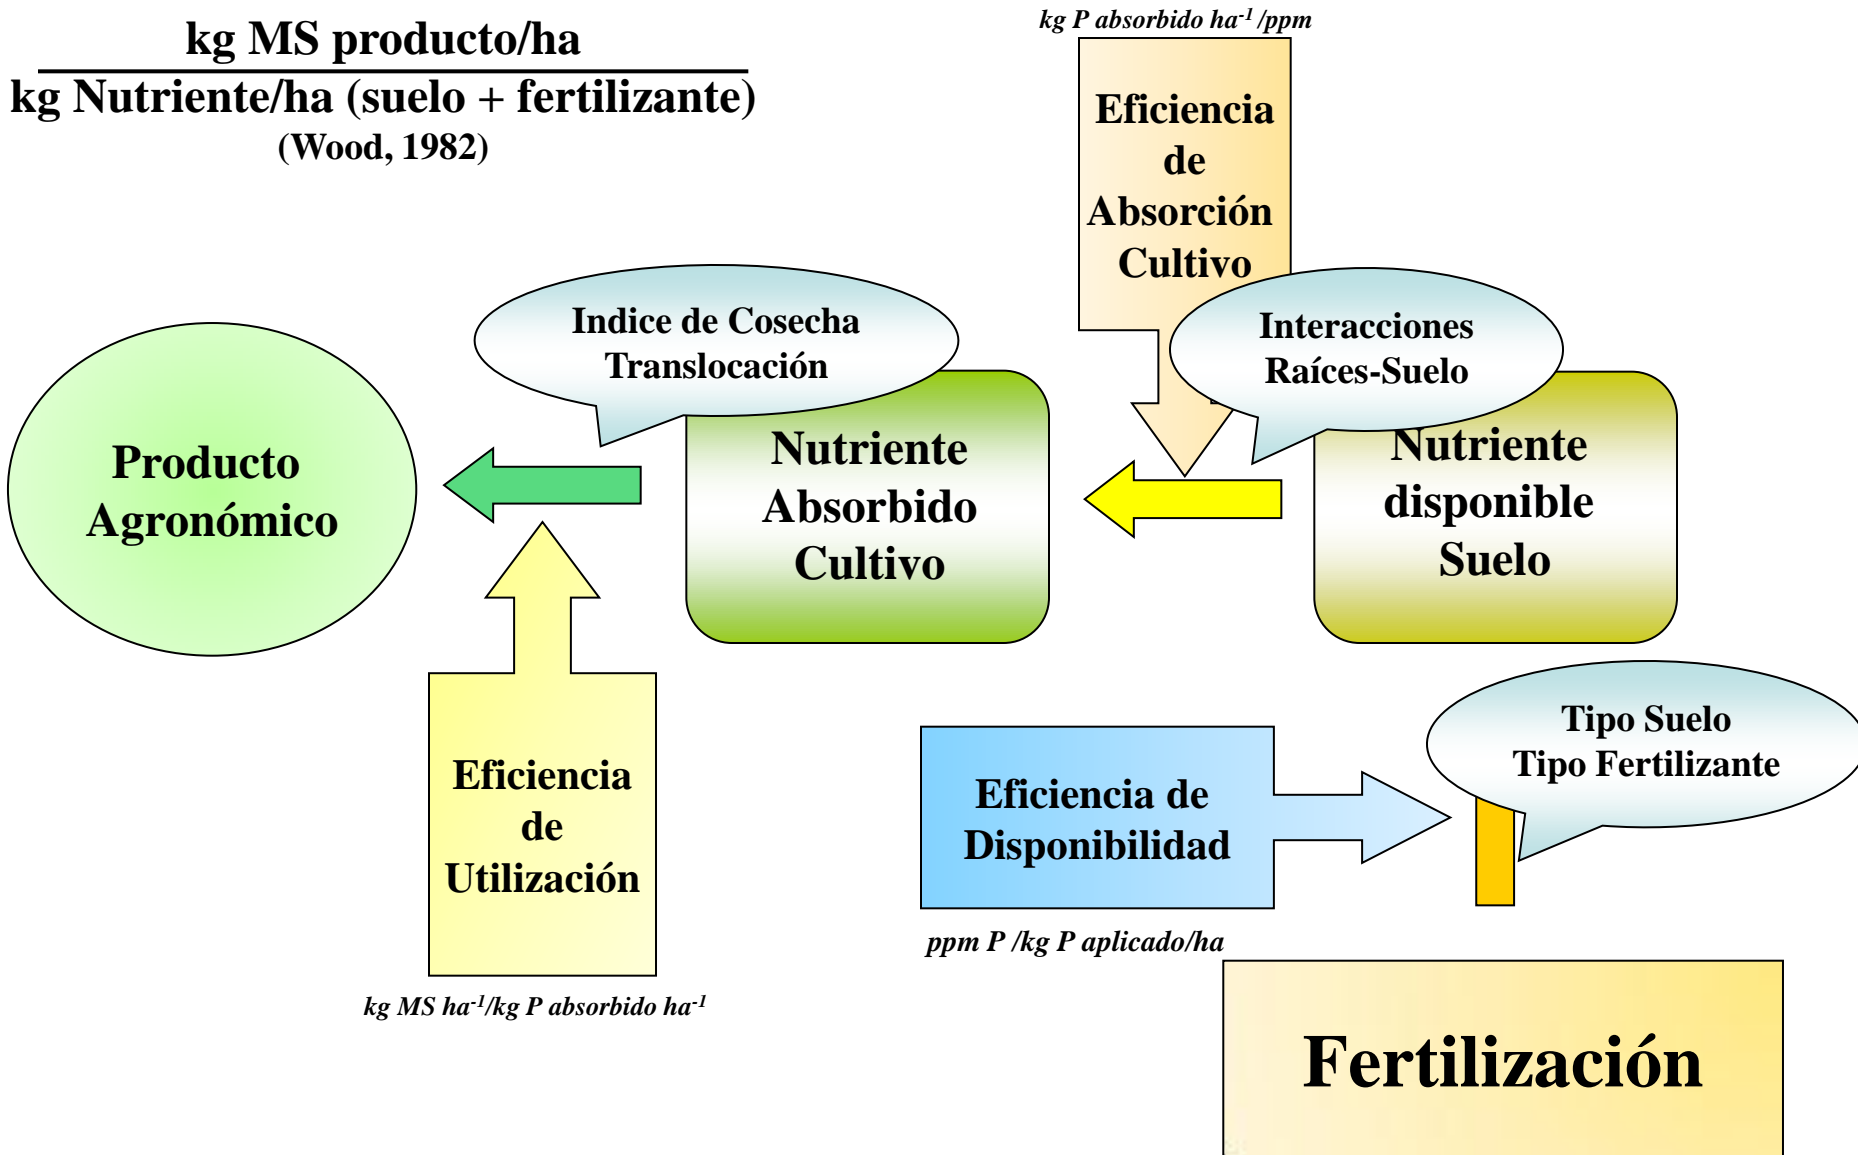 kg MS producto/ha
kg Nutriente/ha (suelo + fertilizante)
(Wood, 1982)
kg P absorbido ha⁻¹ /ppm
Eficiencia
de
Absorción
Cultivo
Indice de Cosecha
Translocación
Interacciones
Raíces-Suelo
Producto
Agronómico
Nutriente
Absorbido
Cultivo
Nutriente
disponible
Suelo
Eficiencia
de
Utilización
kg MS ha⁻¹/kg P absorbido ha⁻¹
Eficiencia de
Disponibilidad
ppm P /kg P aplicado/ha
Tipo Suelo
Tipo Fertilizante
Fertilización